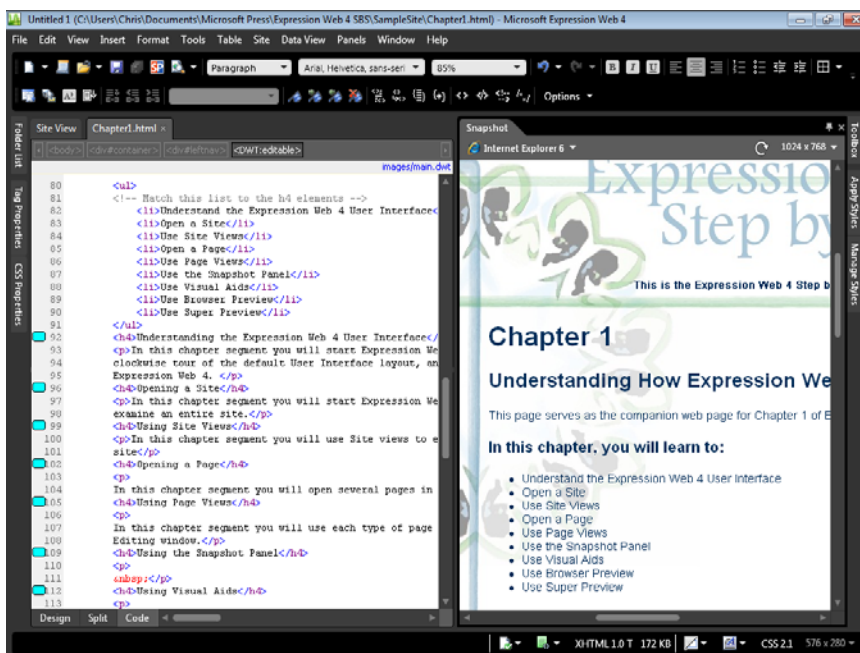 Untitled 1 (C:\Users\Chris\Documents\Microsoft Press\Expression Web 4 SBS\SampleSite\Chapter1.html) - Microsoft Expression Web 4
File Edit View Insert Format Tools Table Site Data View Panels Window Help
Paragraph Arial, Helvetica, sans-seri 85%
B I U
Options
Folder List
Tag Properties
CSS Properties
Site View Chapter1.html ×
<body> <div#container> <div#leftnav> <DWT:editable>
images/main.dwt
80 <ul>
81 <!-- Match this list to the h4 elements -->
82 <li>Understand the Expression Web 4 User Interface<
83 <li>Open a Site</li>
84 <li>Use Site Views</li>
85 <li>Open a Page</li>
86 <li>Use Page Views</li>
87 <li>Use the Snapshot Panel</li>
88 <li>Use Visual Aids</li>
89 <li>Use Browser Preview</li>
90 <li>Use Super Preview</li>
91 </ul>
92 <h4>Understanding the Expression Web 4 User Interface</
93 <p>In this chapter segment you will start Expression We
94 clockwise tour of the default User Interface layout, an
95 Expression Web 4. </p>
96 <h4>Opening a Site</h4>
97 <p>In this chapter segment you will start Expression We
98 examine an entire site.</p>
99 <h4>Using Site Views</h4>
100 <p>In this chapter segment you will use Site views to e
101 site</p>
102 <h4>Opening a Page</h4>
103 <p>
104 In this chapter segment you will open several pages in
105 <h4>Using Page Views</h4>
106 <p>
107 In this chapter segment you will use each type of page
108 Editing window.</p>
109 <h4>Using the Snapshot Panel</h4>
110 <p>
111 &nbsp;</p>
112 <h4>Using Visual Aids</h4>
113 <p>
Design Split Code
Snapshot
Internet Explorer 6 1024 x 768
Expressio
Step by
This is the Expression Web 4 Step b
Chapter 1
Understanding How Expression We
This page serves as the companion web page for Chapter 1 of E
In this chapter, you will learn to:
Understand the Expression Web 4 User Interface
Open a Site
Use Site Views
Open a Page
Use Page Views
Use the Snapshot Panel
Use Visual Aids
Use Browser Preview
Use Super Preview
Toolbox
Apply Styles
Manage Styles
XHTML 1.0 T 172 KB CSS 2.1 576 x 280